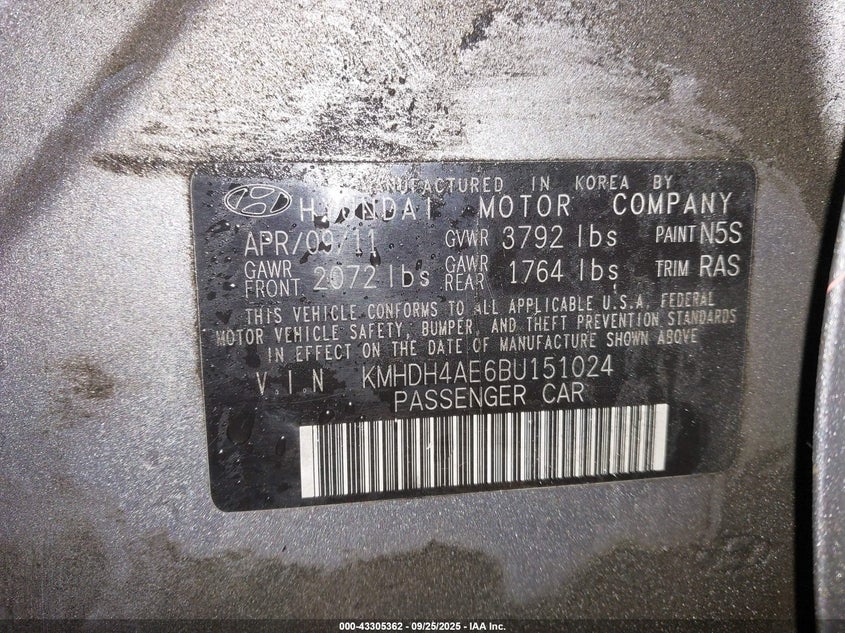 MANUFACTURED IN KOREA BY
HYUNDAI MOTOR COMPANY
APR/09/11 GVWR 3792 lbs PAINT N5S
GAWR FRONT 2072 lbs GAWR REAR 1764 lbs TRIM RAS
THIS VEHICLE CONFORMS TO ALL APPLICABLE U.S.A. FEDERAL
MOTOR VEHICLE SAFETY, BUMPER, AND THEFT PREVENTION STANDARDS
IN EFFECT ON THE DATE OF MANUFACTURE SHOWN ABOVE
V.I.N KMHDH4AE6BU151024
PASSENGER CAR
000-43305362 - 09/25/2025 - IAA Inc.